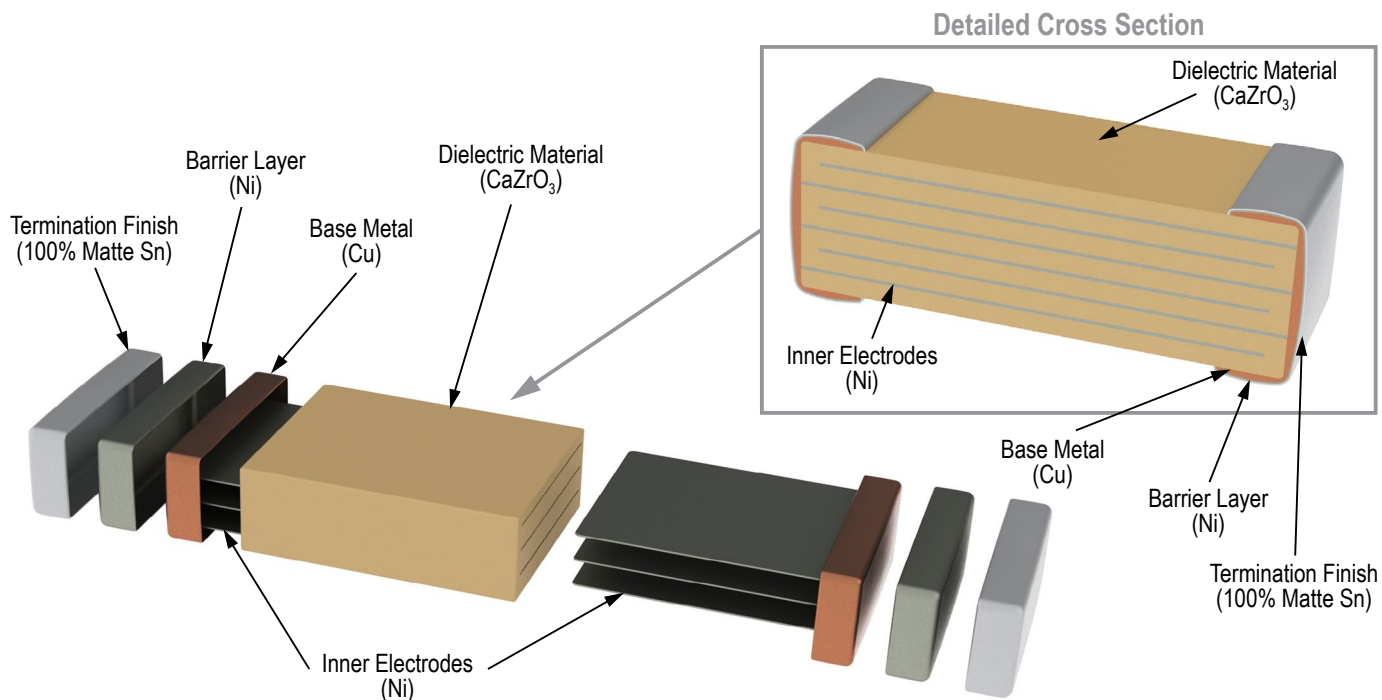 Detailed Cross Section
Dielectric Material
(CaZrO₃)
Inner Electrodes
(Ni)
Base Metal
(Cu)
Barrier Layer
(Ni)
Termination Finish
(100% Matte Sn)
Dielectric Material
(CaZrO₃)
Barrier Layer
(Ni)
Base Metal
(Cu)
Termination Finish
(100% Matte Sn)
Inner Electrodes
(Ni)